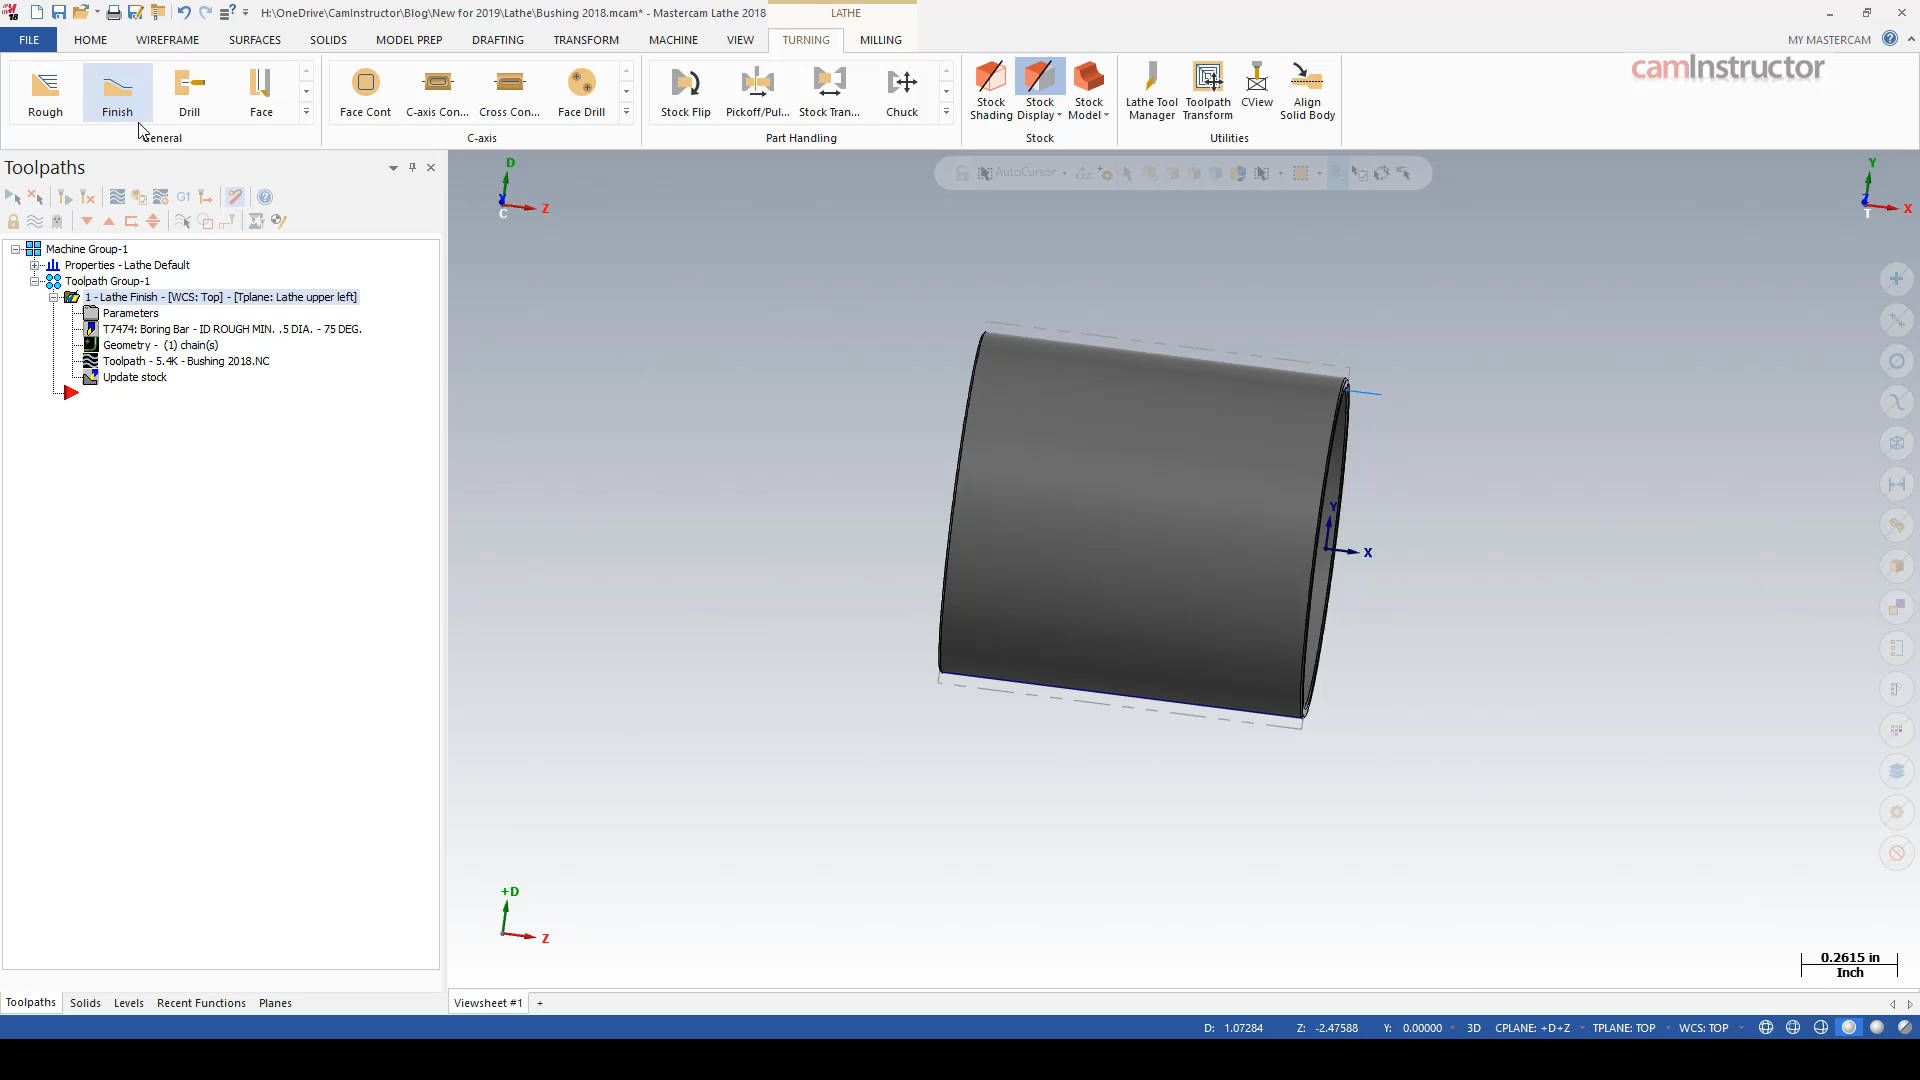 H:\OneDrive\CamInstructor\Blog\New for 2019\Lathe\Bushing 2018.mcam* - Mastercam Lathe 2018
LATHE
FILE HOME WIREFRAME SURFACES SOLIDS MODEL PREP DRAFTING TRANSFORM MACHINE VIEW TURNING MILLING
MY MASTERCAM
camInstructor
Rough Finish Drill Face
General
Face Cont C-axis Con... Cross Con... Face Drill
C-axis
Stock Flip Pickoff/Pul... Stock Tran... Chuck
Part Handling
Stock Shading
Stock Display
Stock Model
Stock
Lathe Tool Manager
Toolpath Transform
CView
Align Solid Body
Utilities
Toolpaths
G1
AutoCursor
Machine Group-1
Properties - Lathe Default
Toolpath Group-1
1 - Lathe Finish - [WCS: Top] - [Tplane: Lathe upper left]
Parameters
T7474: Boring Bar - ID ROUGH MIN. .5 DIA. - 75 DEG.
Geometry - (1) chain(s)
Toolpath - 5.4K - Bushing 2018.NC
Update stock
D
Z
C
Y
X
T
Y
X
+D
Z
0.2615 in
Inch
Toolpaths Solids Levels Recent Functions Planes
Viewsheet #1 +
D: 1.07284 Z: -2.47588 Y: 0.00000 3D CPLANE: +D+Z TPLANE: TOP WCS: TOP